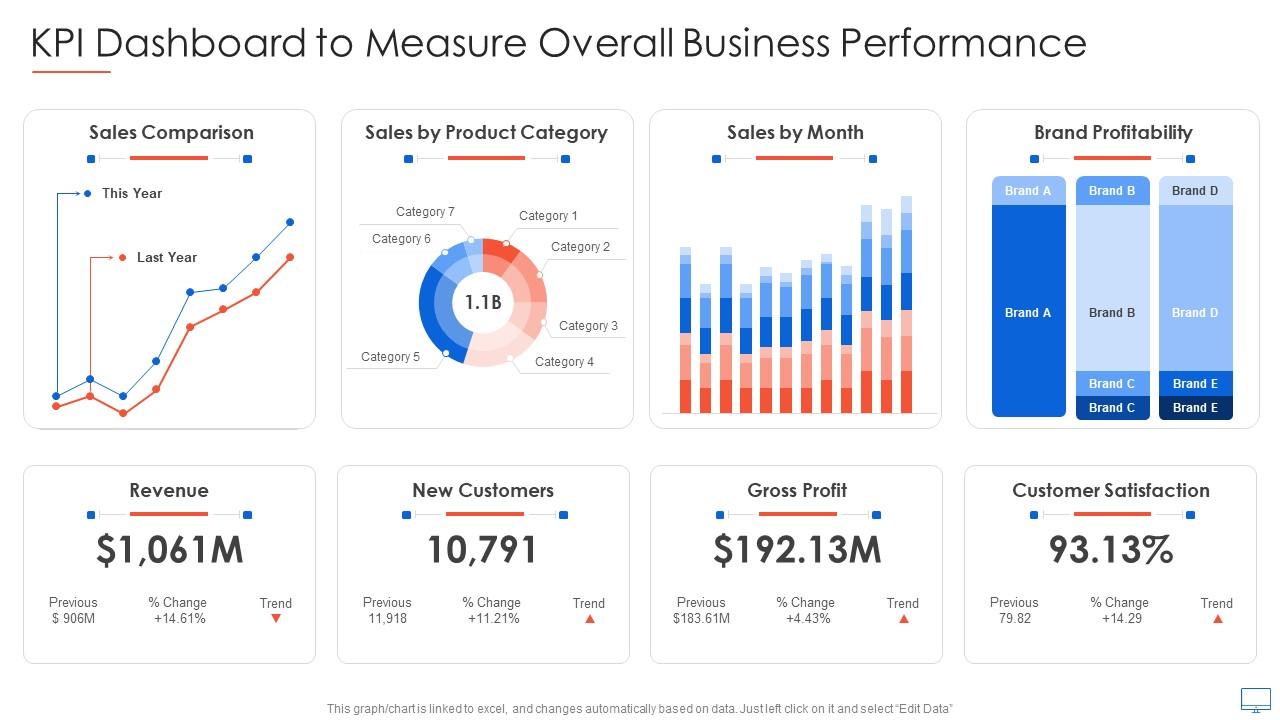 KPI Dashboard to Measure Overall Business Performance
Sales Comparison
This Year
Last Year
Sales by Product Category
Category 7
Category 1
Category 6
Category 2
1.1B
Category 3
Category 5
Category 4
Sales by Month
Brand Profitability
Brand A
Brand B
Brand D
Brand A
Brand B
Brand D
Brand C
Brand E
Brand C
Brand E
Revenue
$1,061M
Previous
% Change
Trend
$ 906M
+14.61%
New Customers
10,791
Previous
% Change
Trend
11,918
+11.21%
Gross Profit
$192.13M
Previous
% Change
Trend
$183.61M
+4.43%
Customer Satisfaction
93.13%
Previous
% Change
Trend
79.82
+14.29
This graph/chart is linked to excel, and changes automatically based on data. Just left click on it and select “Edit Data”